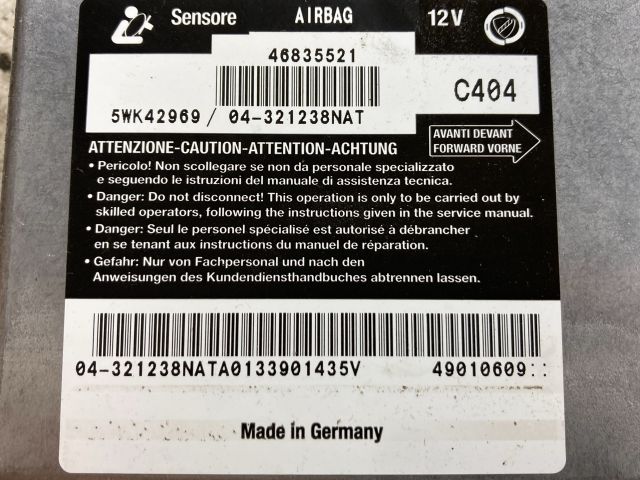 Sensore AIRBAG 12V
46835521
C404
5WK42969 / 04-321238NAT
ATTENZIONE-CAUTION-ATTENTION-ACHTUNG
AVANTI DEVANT
FORWARD VORNE
• Pericolo! Non scollegare se non da personale specializzato
e seguendo le istruzioni del manuale di assistenza tecnica.
• Danger: Do not disconnect! This operation is only to be carried out by
skilled operators, following the instructions given in the service manual.
• Danger: Seul le personel spécialisé est autorisé à débrancher
en se tenant aux instructions du manuel de réparation.
• Gefahr: Nur von Fachpersonal und nach den
Anweisungen des Kundendiensthandbuches abtrennen lassen.
04-321238NATA0133901435V 49010609::
Made in Germany